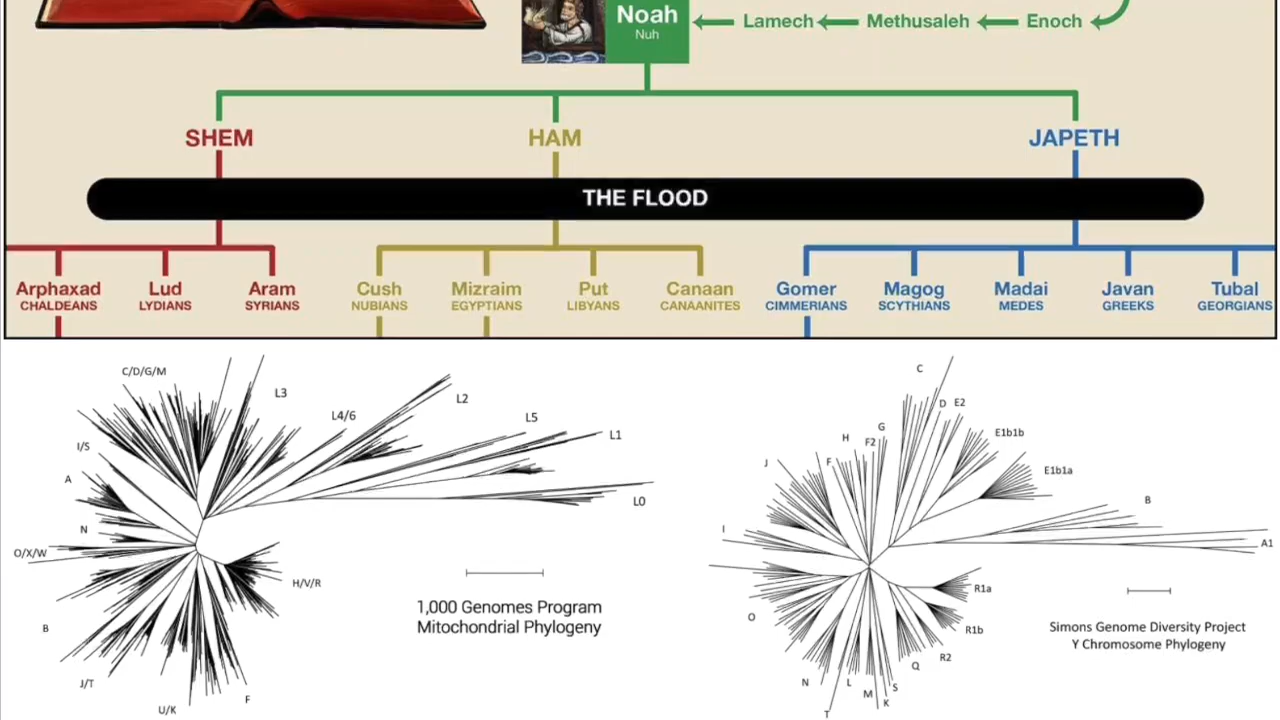 Noah
Nuh
Lamech
Methusaleh
Enoch
SHEM
HAM
JAPETH
THE FLOOD
Arphaxad
CHALDEANS
Lud
LYDIANS
Aram
SYRIANS
Cush
NUBIANS
Mizraim
EGYPTIANS
Put
LIBYANS
Canaan
CANAANITES
Gomer
CIMMERIANS
Magog
SCYTHIANS
Madai
MEDES
Javan
GREEKS
Tubal
GEORGIANS
C/D/G/M
L3
L4/6
L2
L5
L1
L0
I/S
A
N
O/X/W
H/V/R
B
J/T
U/K
F
1,000 Genomes Program
Mitochondrial Phylogeny
C
D
E2
G
F2
H
F
J
E1b1b
E1b1a
B
A1
I
O
R1a
R1b
R2
Q
S
K
M
L
N
T
Simons Genome Diversity Project
Y Chromosome Phylogeny